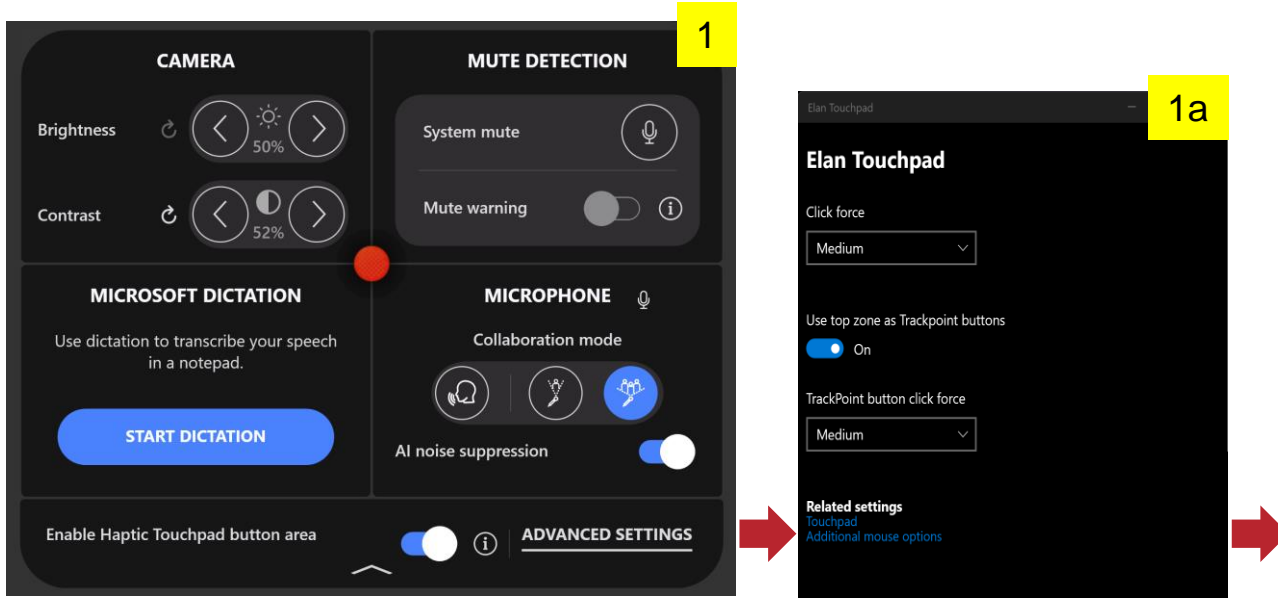 1
CAMERA
Brightness
50%
Contrast
52%
MUTE DETECTION
System mute
Mute warning
i
MICROSOFT DICTATION
Use dictation to transcribe your speech
in a notepad.
START DICTATION
MICROPHONE
Collaboration mode
AI noise suppression
Enable Haptic Touchpad button area
i
ADVANCED SETTINGS
1a
Elan Touchpad
Elan Touchpad
Click force
Medium
Use top zone as Trackpoint buttons
On
TrackPoint button click force
Medium
Related settings
Touchpad
Additional mouse options